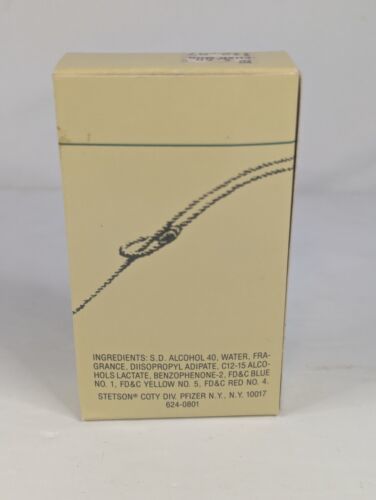 INGREDIENTS: S.D. ALCOHOL 40, WATER, FRA-
GRANCE, DIISOPROPYL ADIPATE, C12-15 ALCO-
HOLS LACTATE, BENZOPHENONE-2, FD&C BLUE
NO. 1, FD&C YELLOW NO. 5, FD&C RED NO. 4.
STETSON® COTY DIV. PFIZER N.Y., N.Y. 10017
624-0801